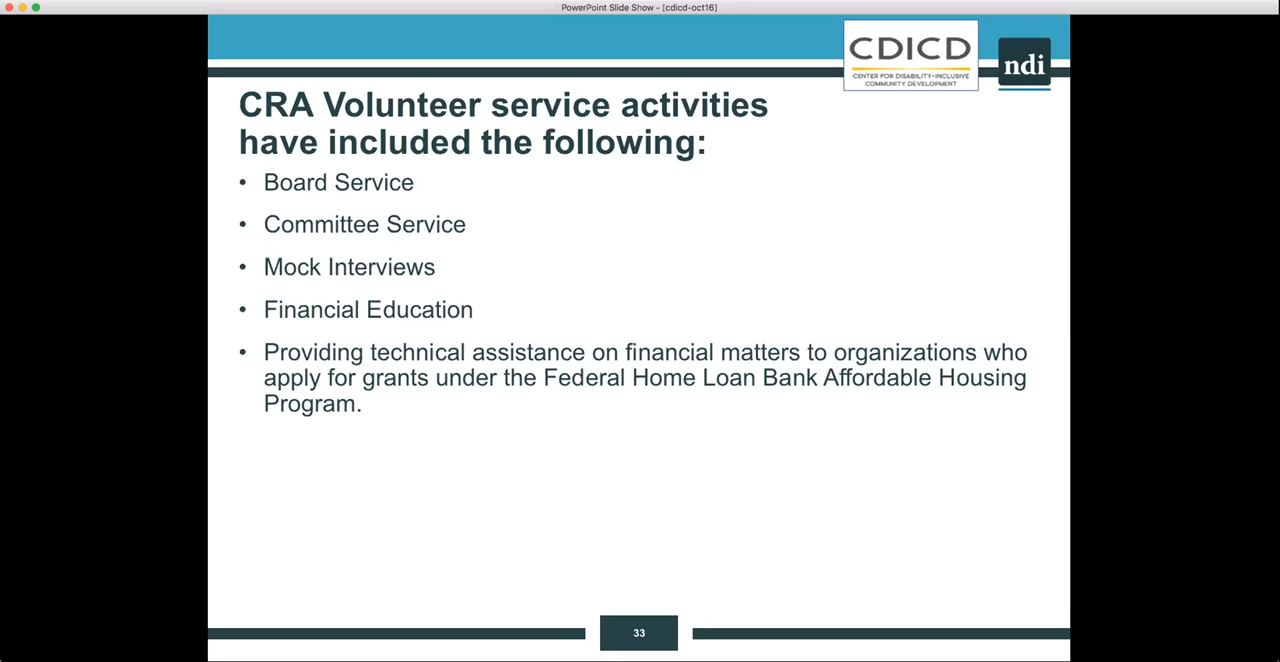 PowerPoint Slide Show - [cdicd-oct16]
CDICD
CENTER FOR DISABILITY-INCLUSIVE
COMMUNITY DEVELOPMENT
ndi
CRA Volunteer service activities
have included the following:
• Board Service
• Committee Service
• Mock Interviews
• Financial Education
• Providing technical assistance on financial matters to organizations who
apply for grants under the Federal Home Loan Bank Affordable Housing
Program.
33